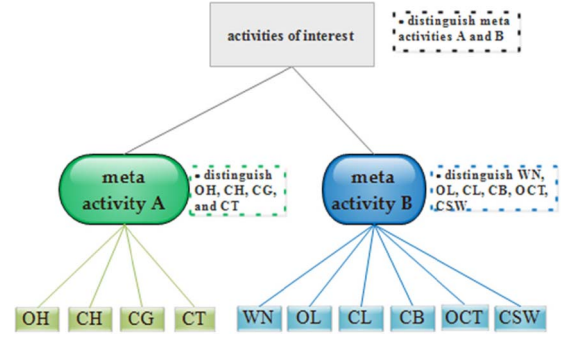 activities of interest
- distinguish meta
activities A and B
meta
activity A
- distinguish
OH, CH, CG,
and CT
meta
activity B
- distinguish WN,
OL, CL, CB, OCT,
CSW
OH
CH
CG
CT
WN
OL
CL
CB
OCT
CSW